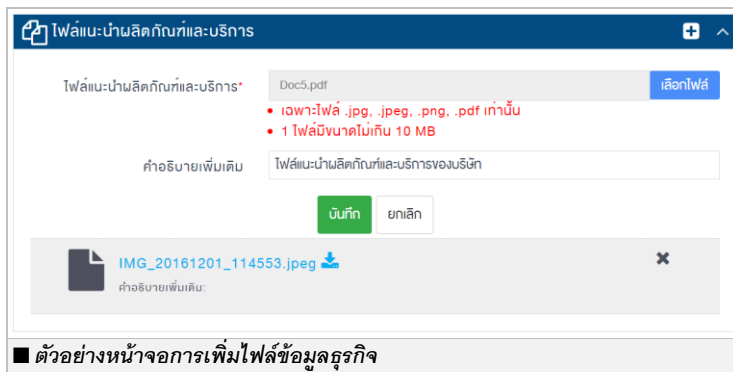 ไฟล์แนะนำผลิตภัณฑ์และบริการ
ไฟล์แนะนำผลิตภัณฑ์และบริการ* Doc5.pdf เลือกไฟล์
• เฉพาะไฟล์ .jpg, .jpeg, .png, .pdf เท่านั้น
• 1 ไฟล์มีขนาดไม่เกิน 10 MB
คำอธิบายเพิ่มเติม ไฟล์แนะนำผลิตภัณฑ์และบริการของบริษัท
บันทึก ยกเลิก
IMG_20161201_114553.jpeg
คำอธิบายเพิ่มเติม:
■ ตัวอย่างหน้าจอการเพิ่มไฟล์ข้อมูลธุรกิจ